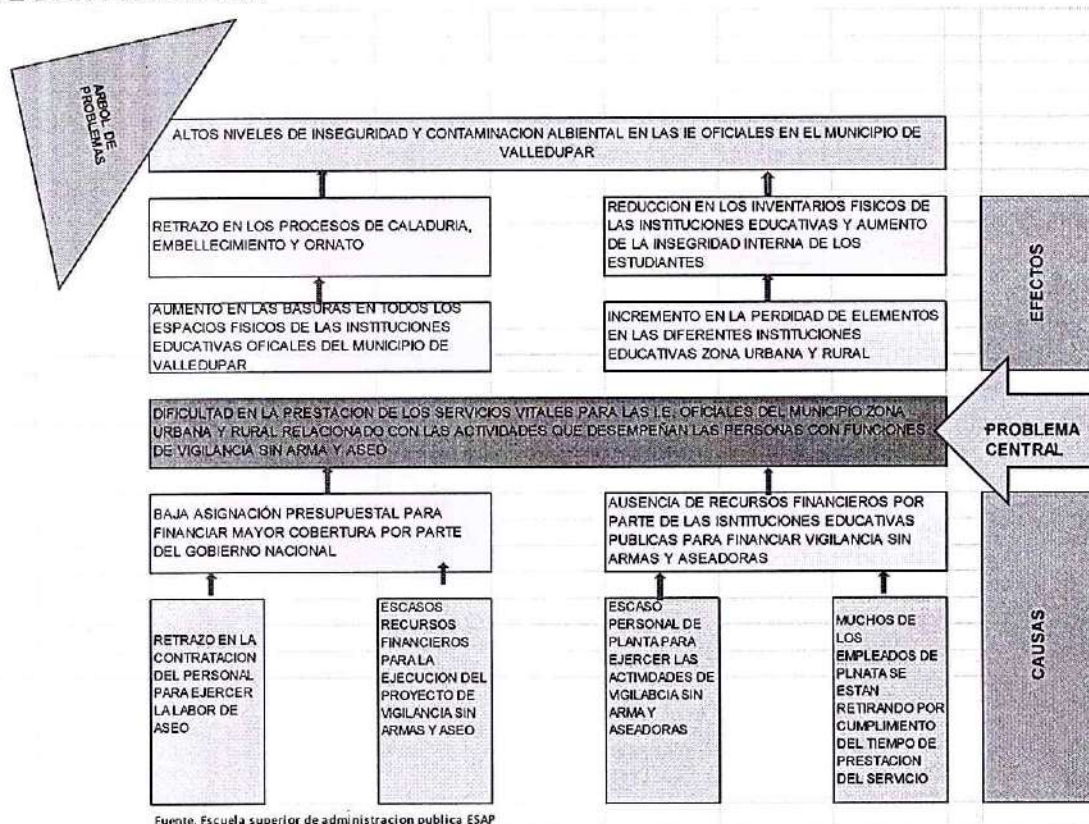 ARBOL DE
PROBLEMAS
ALTOS NIVELES DE INSEGURIDAD Y CONTAMINACION ALBIENTAL EN LAS IE OFICIALES EN EL MUNICIPIO DE
VALLEDUPAR
RETRAZO EN LOS PROCESOS DE CALADURIA,
EMBELLECIMIENTO Y ORNATO
REDUCCION EN LOS INVENTARIOS FISICOS DE
LAS INSTITUCIONES EDUCATIVAS Y AUMENTO
DE LA INSEGRIDAD INTERNA DE LOS
ESTUDIANTES
AUMENTO EN LAS BASURAS EN TODOS LOS
ESPACIOS FISICOS DE LAS INSTITUCIONES
EDUCATIVAS OFICIALES DEL MUNICIPIO DE
VALLEDUPAR
INCREMENTO EN LA PERDIDAD DE ELEMENTOS
EN LAS DIFERENTES INSTITUCIONES
EDUCATIVAS ZONA URBANA Y RURAL
EFECTOS
DIFICULTAD EN LA PRESTACION DE LOS SERVICIOS VITALES PARA LAS I.E. OFICIALES DEL MUNICIPIO ZONA
URBANA Y RURAL RELACIONADO CON LAS ACTIVIDADES QUE DESEMPEÑAN LAS PERSONAS CON FUNCIONES
DE VIGILANCIA SIN ARMA Y ASEO
PROBLEMA
CENTRAL
BAJA ASIGNACIÓN PRESUPUESTAL PARA
FINANCIAR MAYOR COBERTURA POR PARTE
DEL GOBIERNO NACIONAL
AUSENCIA DE RECURSOS FINANCIEROS POR
PARTE DE LAS ISNTITUCIONES EDUCATIVAS
PUBLICAS PARA FINANCIAR VIGILANCIA SIN
ARMAS Y ASEADORAS
RETRAZO EN LA
CONTRATACION
DEL PERSONAL
PARA EJERCER
LA LABOR DE
ASEO
ESCASOS
RECURSOS
FINANCIEROS
PARA LA
EJECUCION DEL
PROYECTO DE
VIGILANCIA SIN
ARMAS Y ASEO
ESCASO
PERSONAL DE
PLANTA PARA
EJERCER LAS
ACTIVIDADES DE
VIGILABCIA SIN
ARMA Y
ASEADORAS
MUCHOS DE
LOS
EMPLEADOS DE
PLNATA SE
ESTAN
RETIRANDO POR
CUMPLIMIENTO
DEL TIEMPO DE
PRESTACION
DEL SERVICIO
CAUSAS
Fuente. Escuela superior de administracion publica ESAP